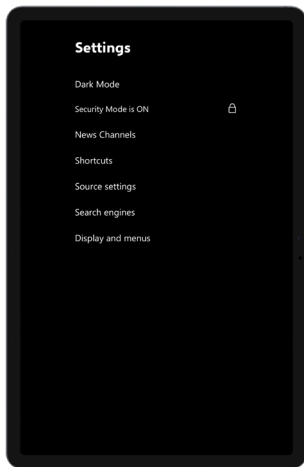 Settings
Dark Mode
Security Mode is ON
News Channels
Shortcuts
Source settings
Search engines
Display and menus